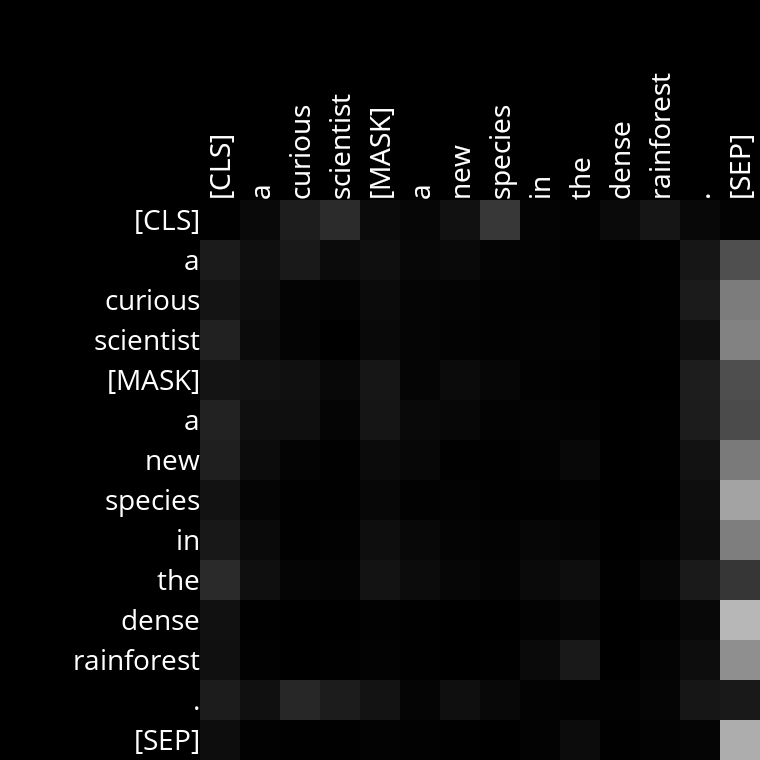 [CLS]
a
curious
scientist
[MASK]
a
new
species
in
the
dense
rainforest
.
[SEP]
[CLS]
a
curious
scientist
[MASK]
a
new
species
in
the
dense
rainforest
.
[SEP]